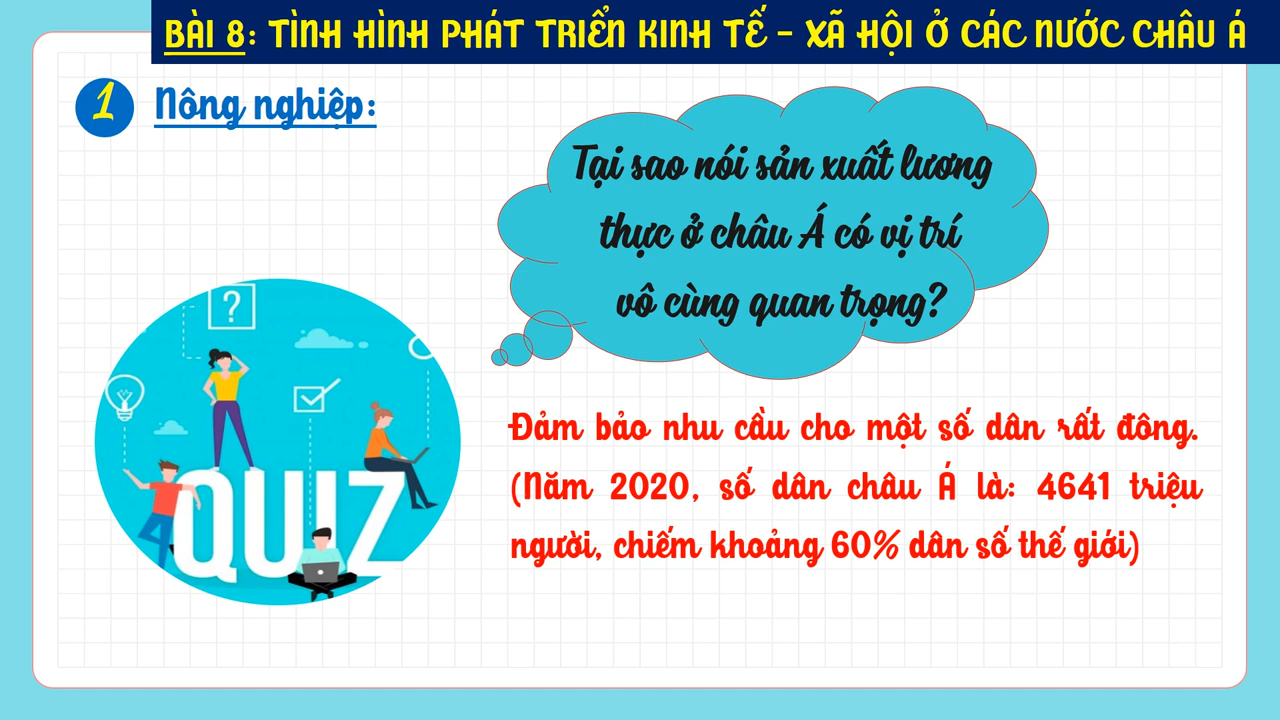 BÀI 8: TÌNH HÌNH PHÁT TRIỂN KINH TẾ - XÃ HỘI Ở CÁC NƯỚC CHÂU Á
1 Nông nghiệp:
Tại sao nói sản xuất lương
thực ở châu Á có vị trí
vô cùng quan trọng?
?
QUIZ
Đảm bảo nhu cầu cho một số dân rất đông.
(Năm 2020, số dân châu Á là: 4641 triệu
người, chiếm khoảng 60% dân số thế giới)